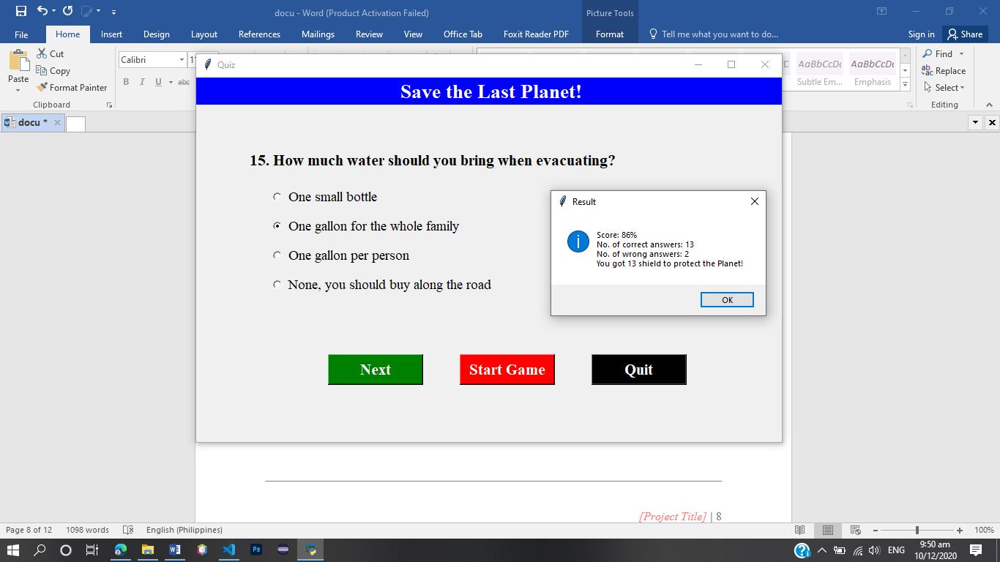 docu - Word (Product Activation Failed)
Picture Tools
File
Home
Insert
Design
Layout
References
Mailings
Review
View
Office Tab
Foxit Reader PDF
Format
Tell me what you want to do...
Sign in
Share
Paste
Cut
Copy
Format Painter
Clipboard
Calibri
B I U abc
AaBbCcDc
Subtle Em...
AaBbCcDc
Emphasis
Find
Replace
Select
Editing
docu *
Quiz
Save the Last Planet!
15. How much water should you bring when evacuating?
One small bottle
One gallon for the whole family
One gallon per person
None, you should buy along the road
Result
Score: 86%
No. of correct answers: 13
No. of wrong answers: 2
You got 13 shield to protect the Planet!
OK
Next
Start Game
Quit
[Project Title] | 8
Page 8 of 12
1098 words
English (Philippines)
100%
ENG
9:50 am
10/12/2020